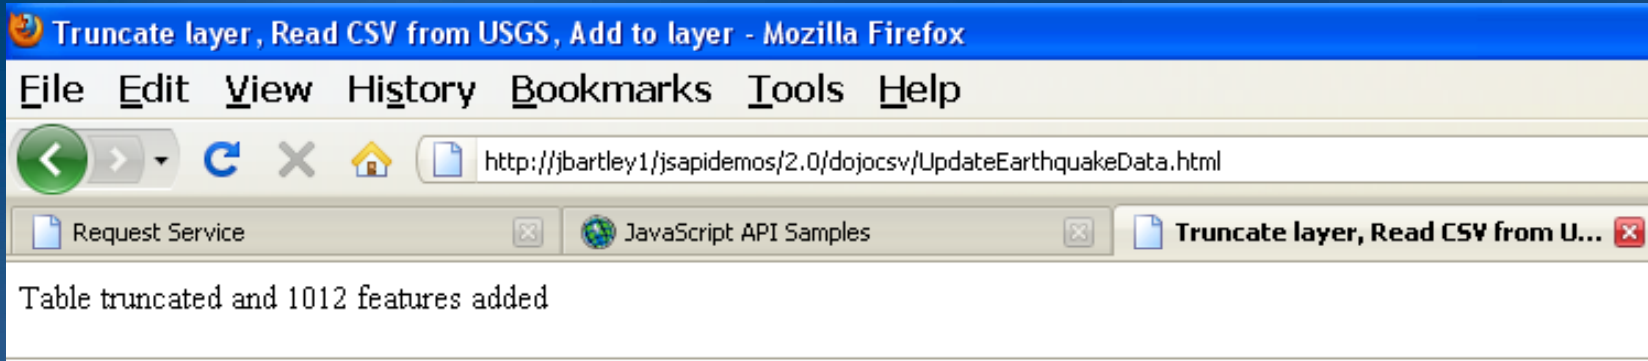 Truncate layer, Read CSV from USGS, Add to layer - Mozilla Firefox
File Edit View History Bookmarks Tools Help
http://jbartley1/jsapidemos/2.0/dojocsv/UpdateEarthquakeData.html
Request Service JavaScript API Samples Truncate layer, Read CSV from U...
Table truncated and 1012 features added